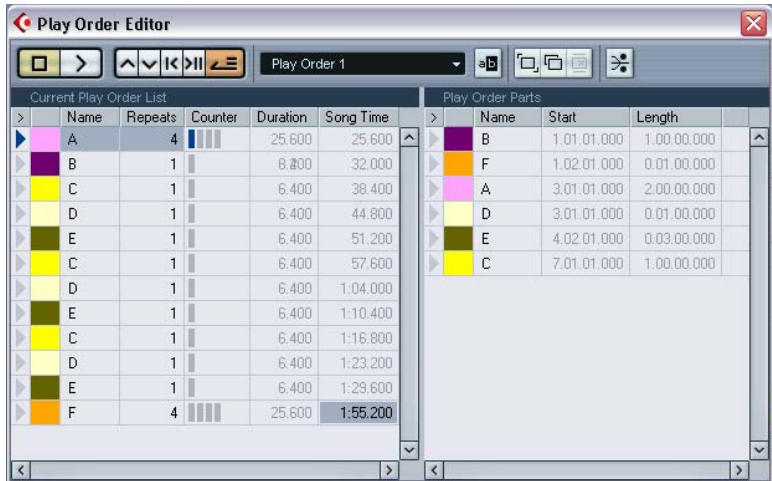 Play Order Editor
Play Order 1
ab
Current Play Order List
> Name Repeats Counter Duration Song Time
A 4 25.600 25.600
B 1 32.000
C 1 6.400 38.400
D 1 6.400 44.800
E 1 6.400 51.200
C 1 6.400 57.600
D 1 6.400 1:04.000
E 1 6.400 1:10.400
C 1 6.400 1:16.800
D 1 6.400 1:23.200
E 1 6.400 1:29.600
F 4 25.600 1:55.200
Play Order Parts
> Name Start Length
B 1.01.01.000 1.00.00.000
F 1.02.01.000 0.01.00.000
A 3.01.01.000 2.00.00.000
D 3.01.01.000 0.01.00.000
E 4.02.01.000 0.03.00.000
C 7.01.01.000 1.00.00.000